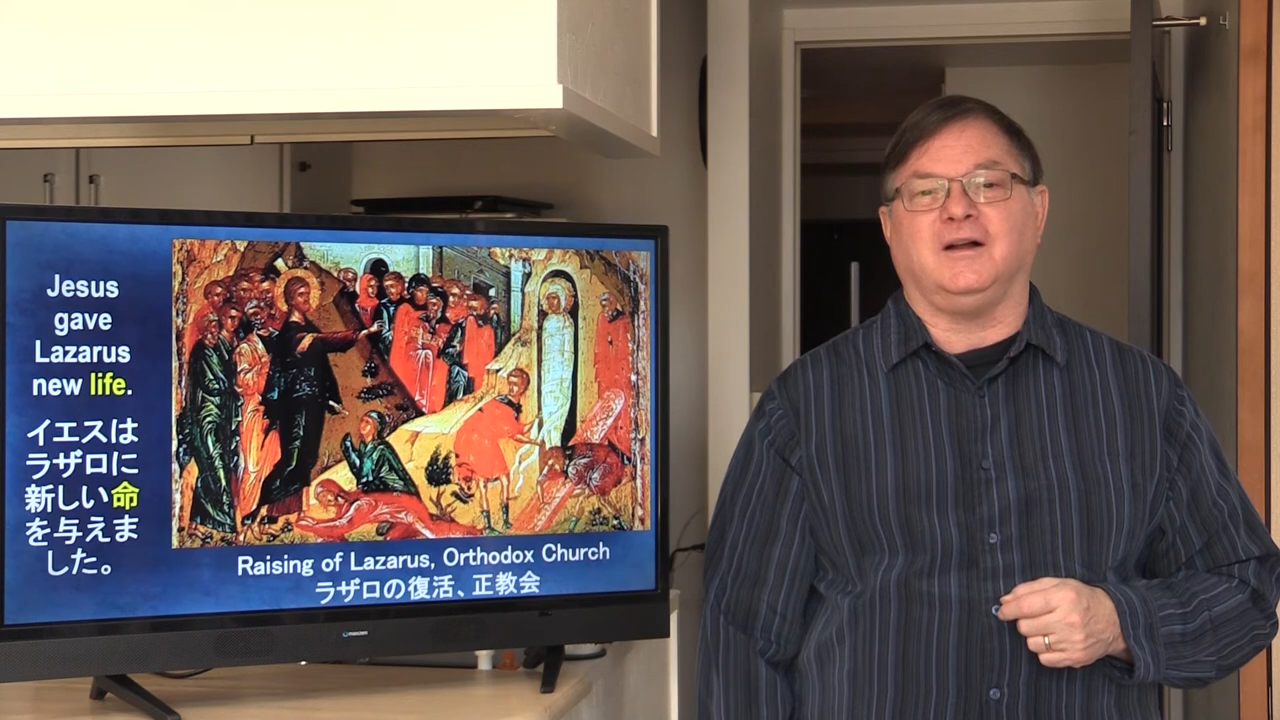 Jesus
gave
Lazarus
new life.
イエスは
ラザロに
新しい命
を与えま
した。
Raising of Lazarus, Orthodox Church
ラザロの復活、正教会